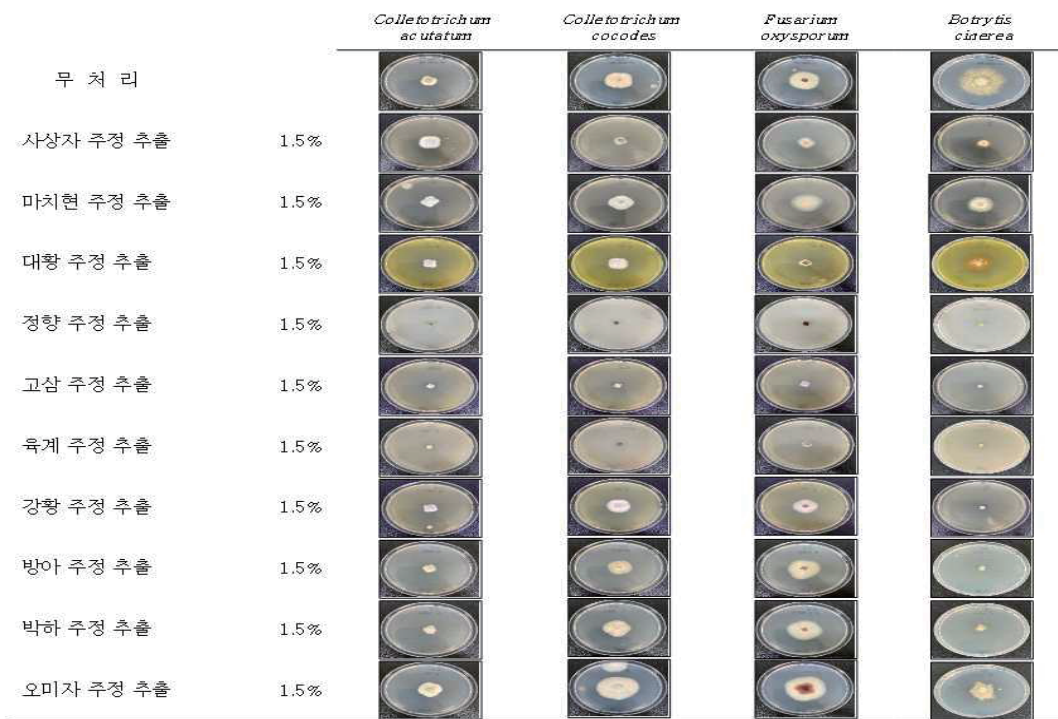 Colletotrichum acutatum
Colletotrichum cocodes
Fusarium oxysporum
Botrytis cinerea
무 처 리
사상자 주정 추출 1.5%
마치현 주정 추출 1.5%
대황 주정 추출 1.5%
정향 주정 추출 1.5%
고삼 주정 추출 1.5%
육계 주정 추출 1.5%
강황 주정 추출 1.5%
방아 주정 추출 1.5%
박하 주정 추출 1.5%
오미자 주정 추출 1.5%